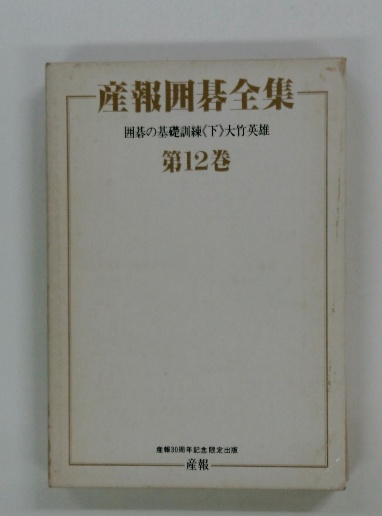 産報囲碁全集
囲碁の基礎訓練《下》大竹英雄
第12巻
産報30周年記念限定出版
産報